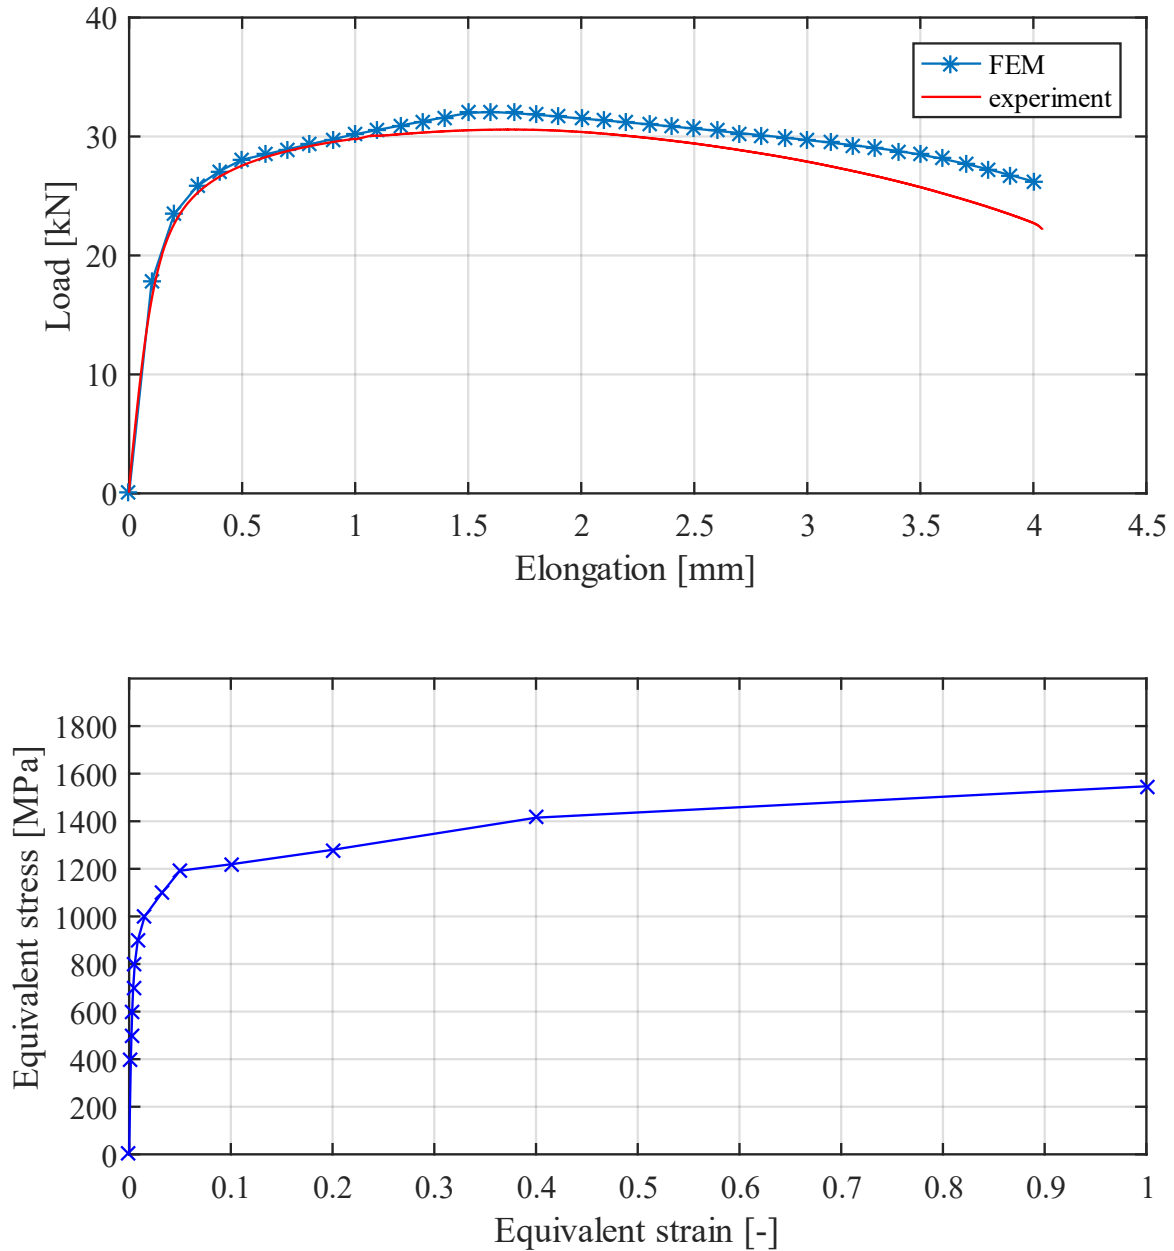 40
30
20
10
0
Load [kN]
FEM
experiment
0 0.5 1 1.5 2 2.5 3 3.5 4 4.5
Elongation [mm]
1800
1600
1400
1200
1000
800
600
400
200
0
Equivalent stress [MPa]
0 0.1 0.2 0.3 0.4 0.5 0.6 0.7 0.8 0.9 1
Equivalent strain [-]